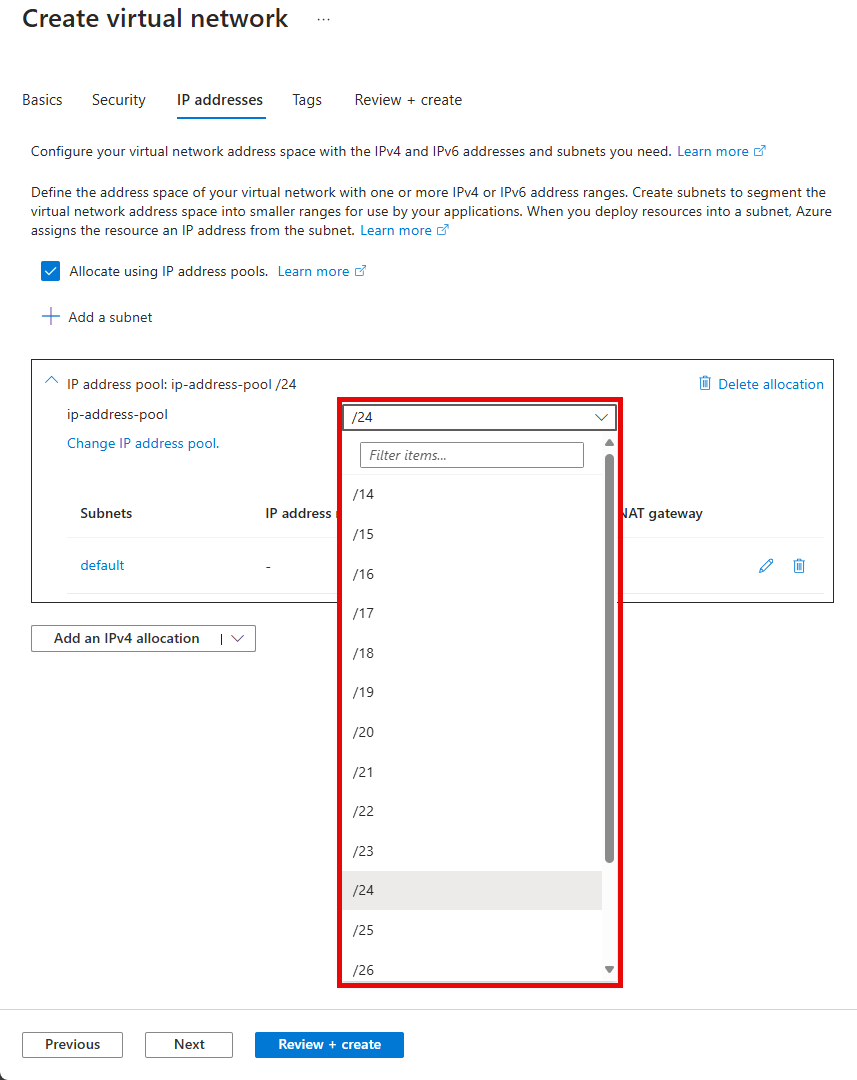 Create virtual network ...
Basics Security IP addresses Tags Review + create
Configure your virtual network address space with the IPv4 and IPv6 addresses and subnets you need. Learn more
Define the address space of your virtual network with one or more IPv4 or IPv6 address ranges. Create subnets to segment the
virtual network address space into smaller ranges for use by your applications. When you deploy resources into a subnet, Azure
assigns the resource an IP address from the subnet. Learn more
Allocate using IP address pools. Learn more
Add a subnet
IP address pool: ip-address-pool /24 Delete allocation
ip-address-pool /24
Change IP address pool.
Filter items...
/14
Subnets IP address NAT gateway
/15
default -
/16
/17
Add an IPv4 allocation
/18
/19
/20
/21
/22
/23
/24
/25
/26
Previous Next Review + create